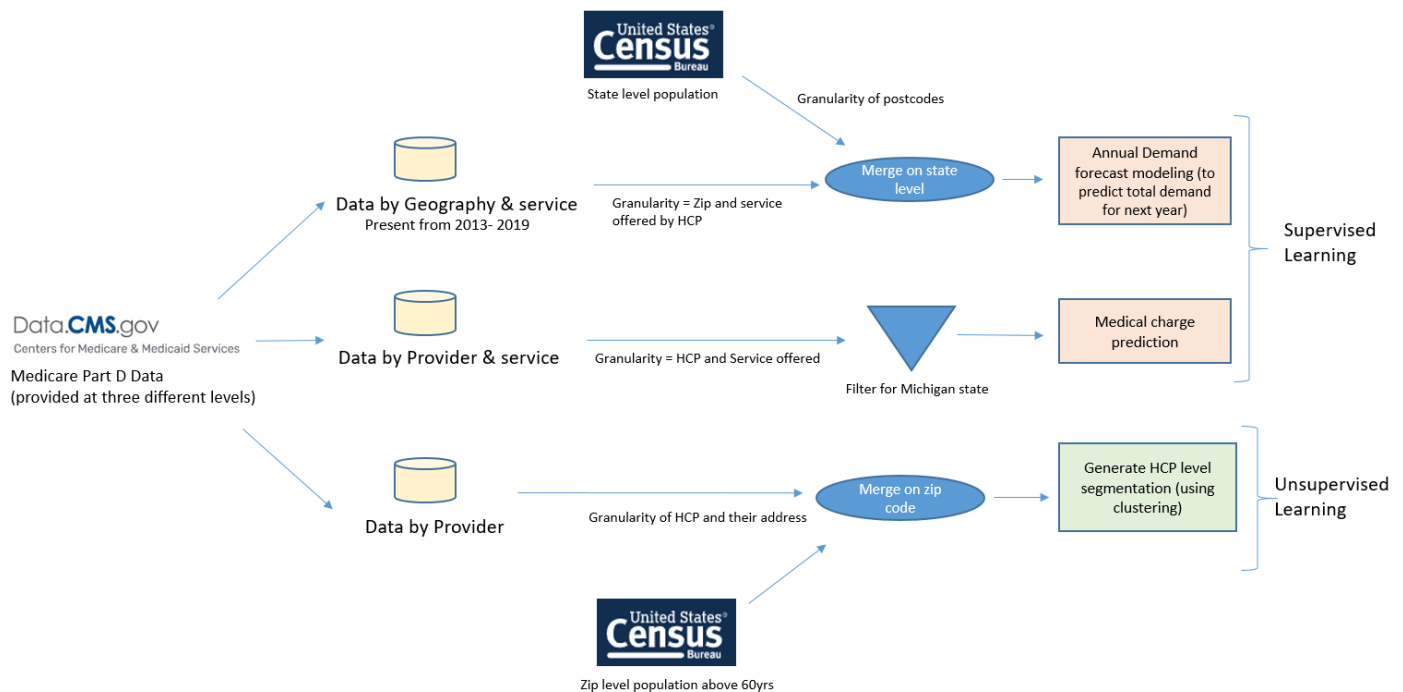 United States®
Census
Bureau
State level population
Granularity of postcodes
Merge on state
level
Annual Demand
forecast modeling (to
predict total demand
for next year)
Data by Geography & service
Present from 2013- 2019
Granularity = Zip and service
offered by HCP
Supervised
Learning
Data.CMS.gov
Centers for Medicare & Medicaid Services
Medicare Part D Data
(provided at three different levels)
Data by Provider & service
Granularity = HCP and Service offered
Filter for Michigan state
Medical charge
prediction
Data by Provider
Granularity of HCP and their address
Merge on zip
code
Generate HCP level
segmentation (using
clustering)
Unsupervised
Learning
United States®
Census
Bureau
Zip level population above 60yrs